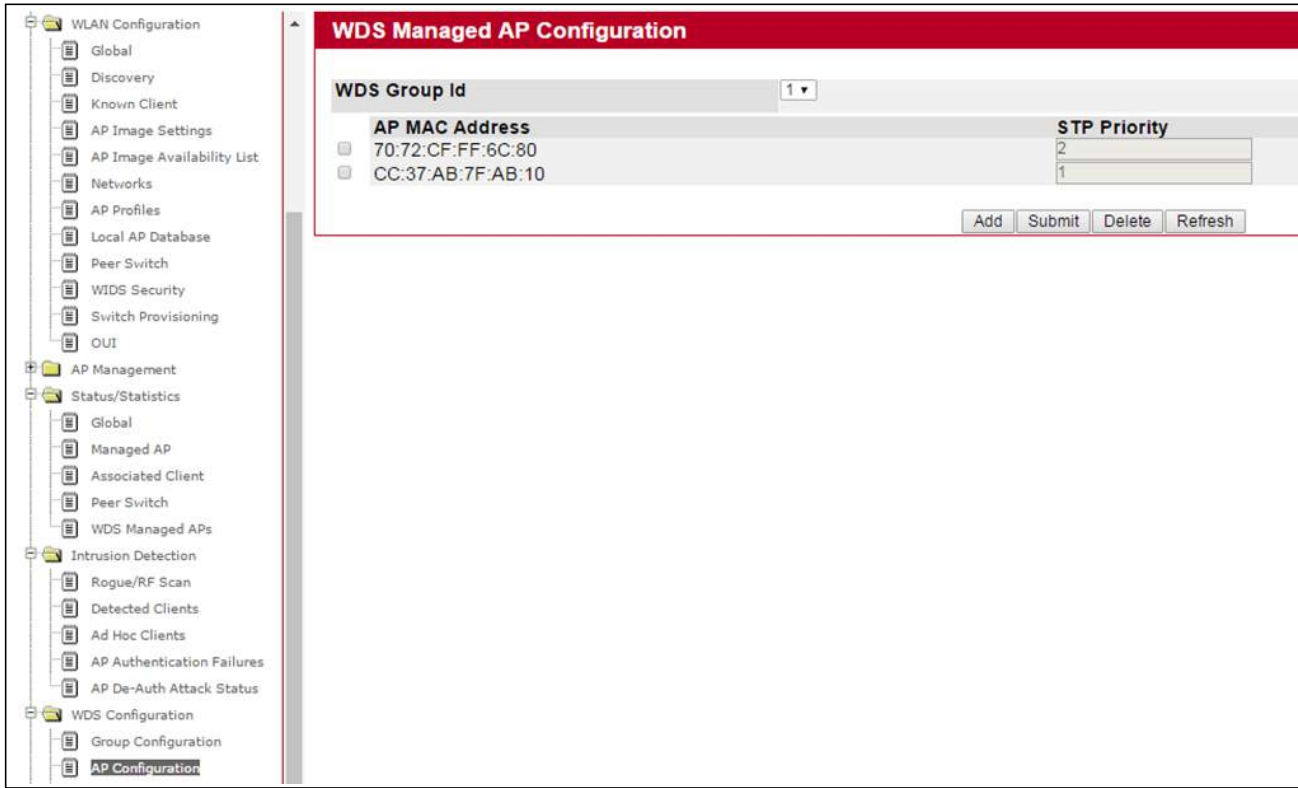 WLAN Configuration
Global
Discovery
Known Client
AP Image Settings
AP Image Availability List
Networks
AP Profiles
Local AP Database
Peer Switch
WIDS Security
Switch Provisioning
OUI
AP Management
Status/Statistics
Global
Managed AP
Associated Client
Peer Switch
WDS Managed APs
Intrusion Detection
Rogue/RF Scan
Detected Clients
Ad Hoc Clients
AP Authentication Failures
AP De-Auth Attack Status
WDS Configuration
Group Configuration
AP Configuration
WDS Managed AP Configuration
WDS Group Id 1
AP MAC Address STP Priority
70:72:CF:FF:6C:80 2
CC:37:AB:7F:AB:10 1
Add Submit Delete Refresh